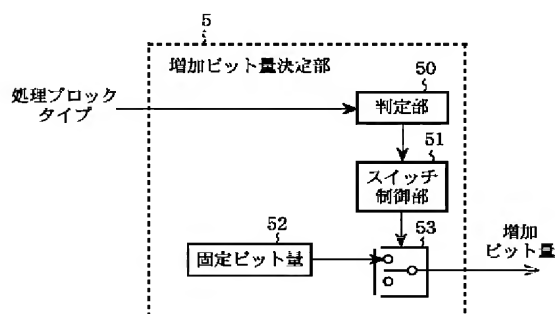 5
増加ビット量決定部
50
処理ブロック
タイプ
判定部
51
スイッチ
制御部
52
53
固定ビット量
増加
ビット量